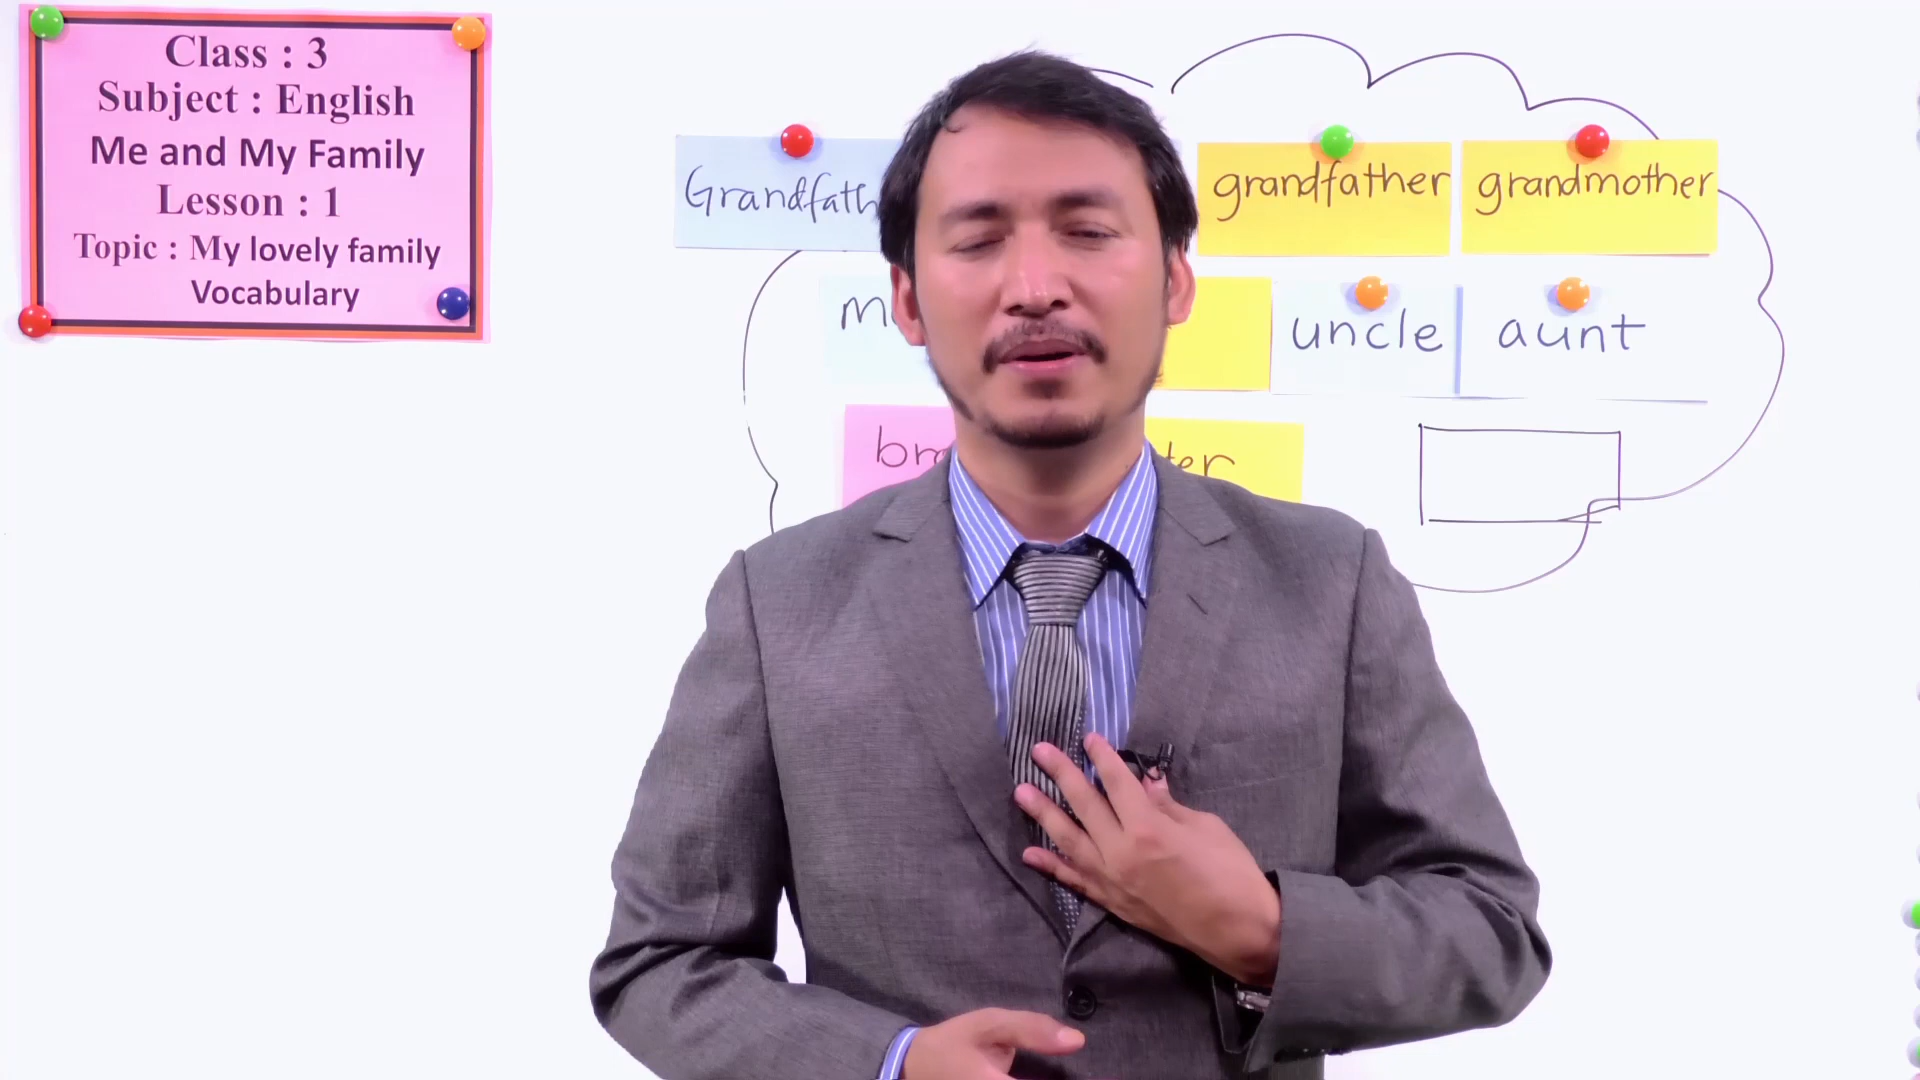 Class : 3
Subject : English
Me and My Family
Lesson : 1
Topic : My lovely family
Vocabulary
Grandfath
grandfather
grandmother
uncle
aunt